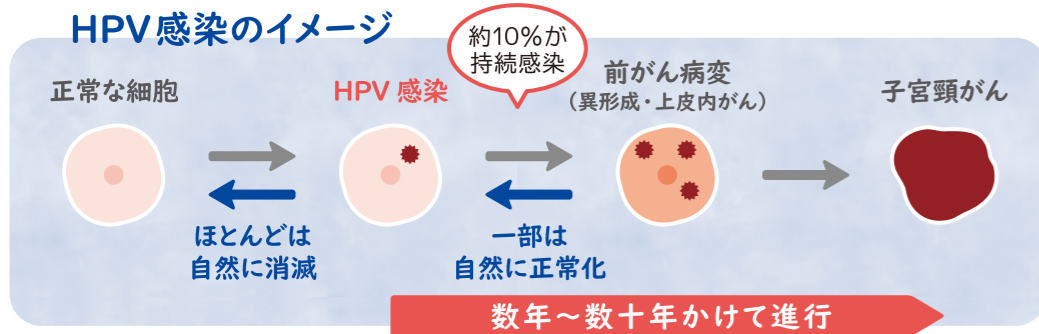 HPV感染のイメージ
約10%が
持続感染
正常な細胞
HPV 感染
前がん病変
（異形成・上皮内がん）
子宮頸がん
ほとんどは
自然に消滅
一部は
自然に正常化
数年～数十年かけて進行